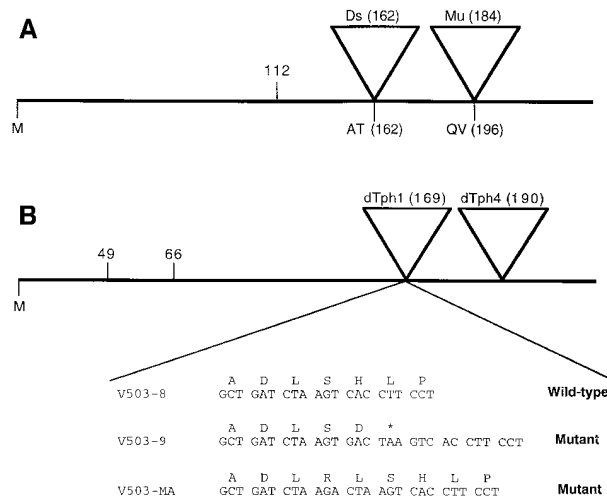 A
Ds (162) Mu (184)
112
M
AT (162) QV (196)
B
dTph1 (169) dTph4 (190)
49 66
M
A D L S H L P
V503-8 GCT GAT CTA AGT CAC CTT CCT Wild-type
A D L S D *
V503-9 GCT GAT CTA AGT GAC TAA GTC AC CTT CCT Mutant
A D L R L S H L P
V503-MA GCT GAT CTA AGA CTA AGT CAC CTT CCT Mutant